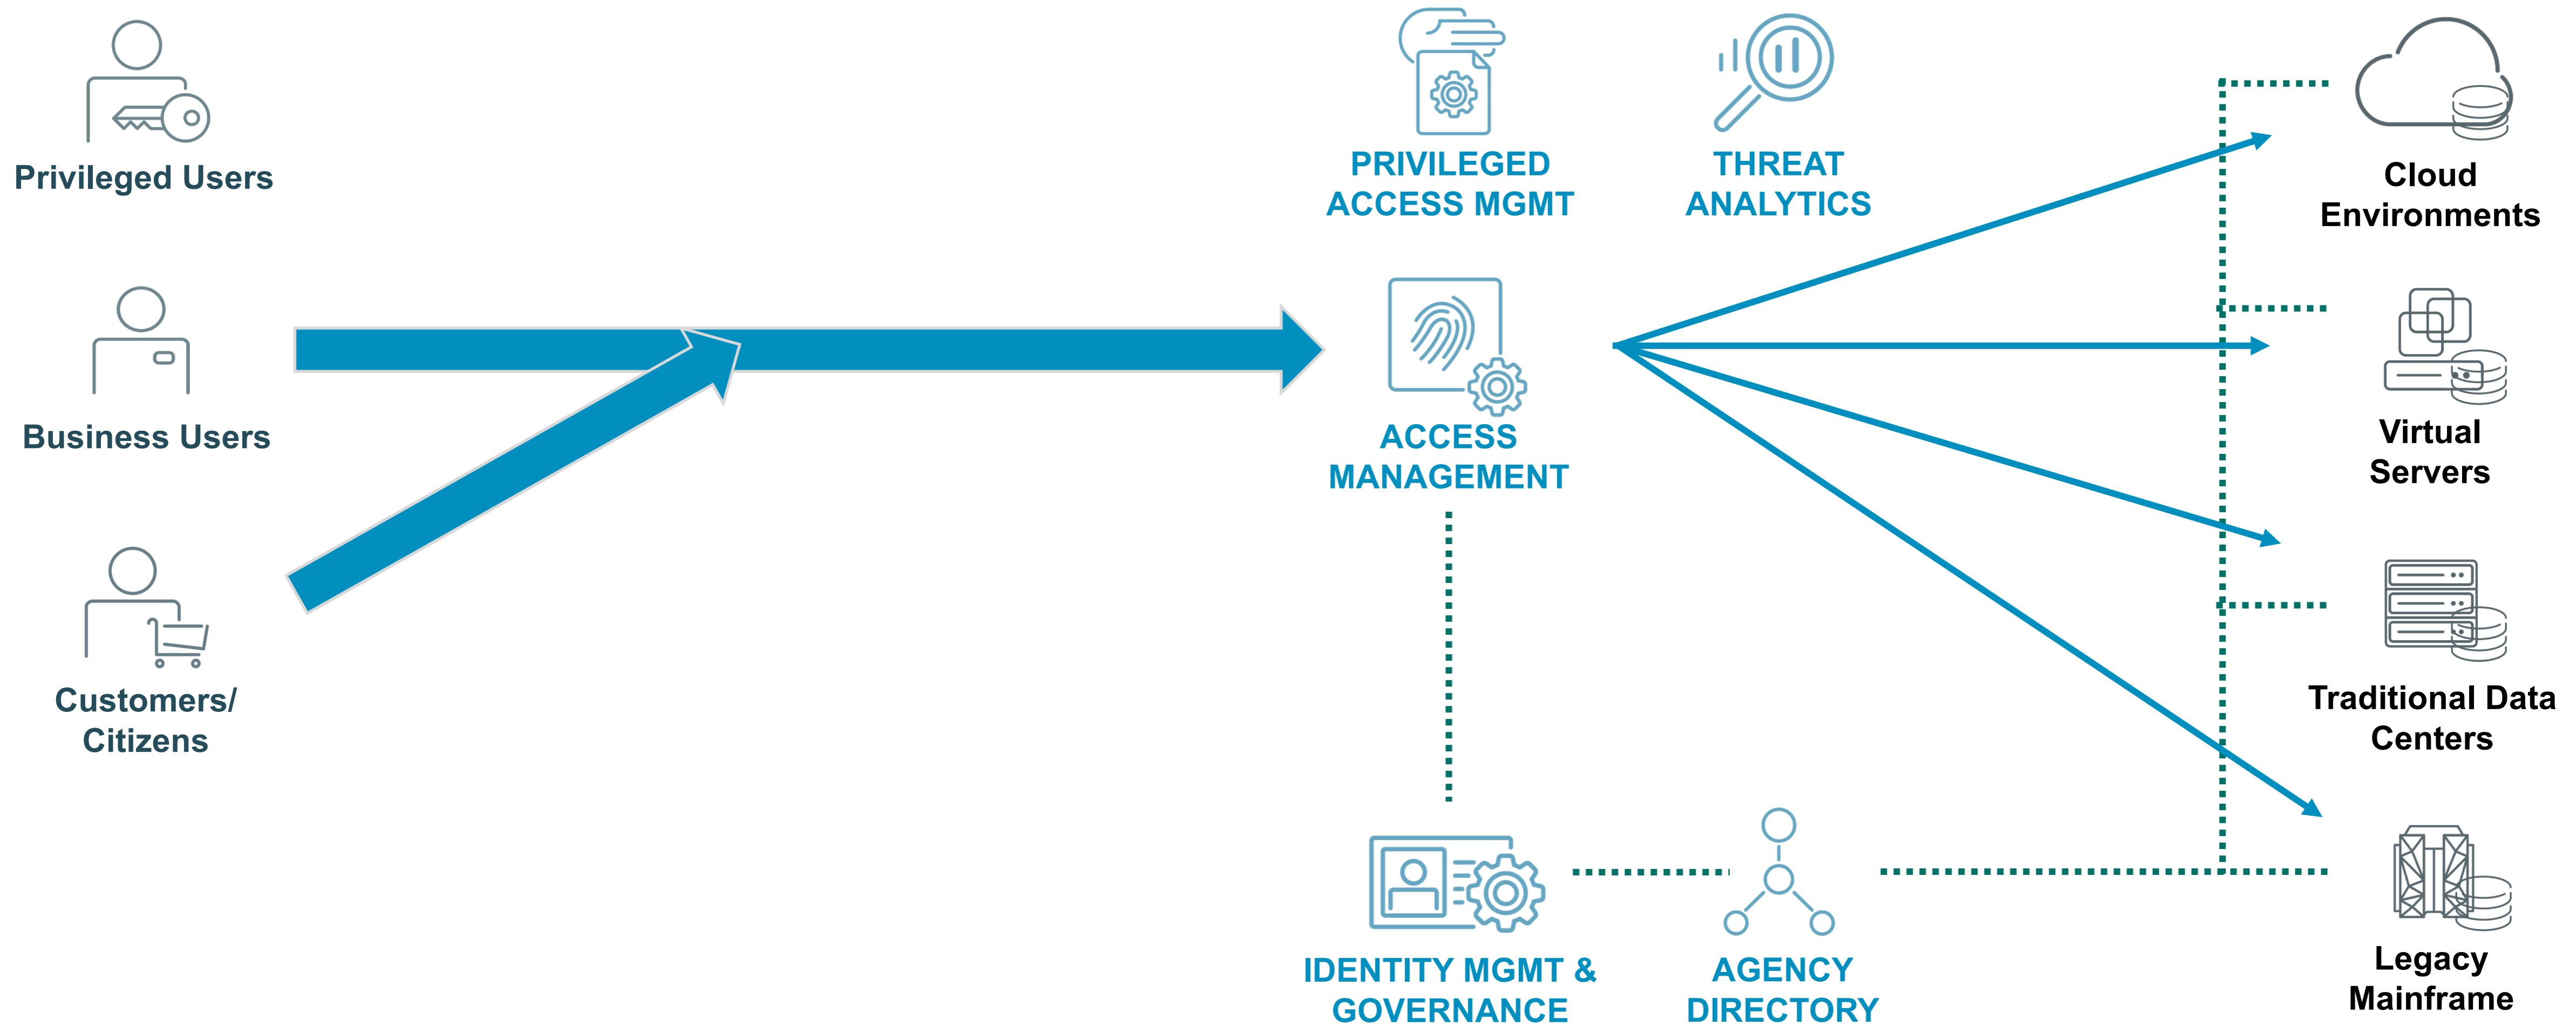 Privileged Users
Business Users
Customers/
Citizens
PRIVILEGED
ACCESS MGMT
THREAT
ANALYTICS
ACCESS
MANAGEMENT
IDENTITY MGMT &
GOVERNANCE
AGENCY
DIRECTORY
Cloud
Environments
Virtual
Servers
Traditional Data
Centers
Legacy
Mainframe